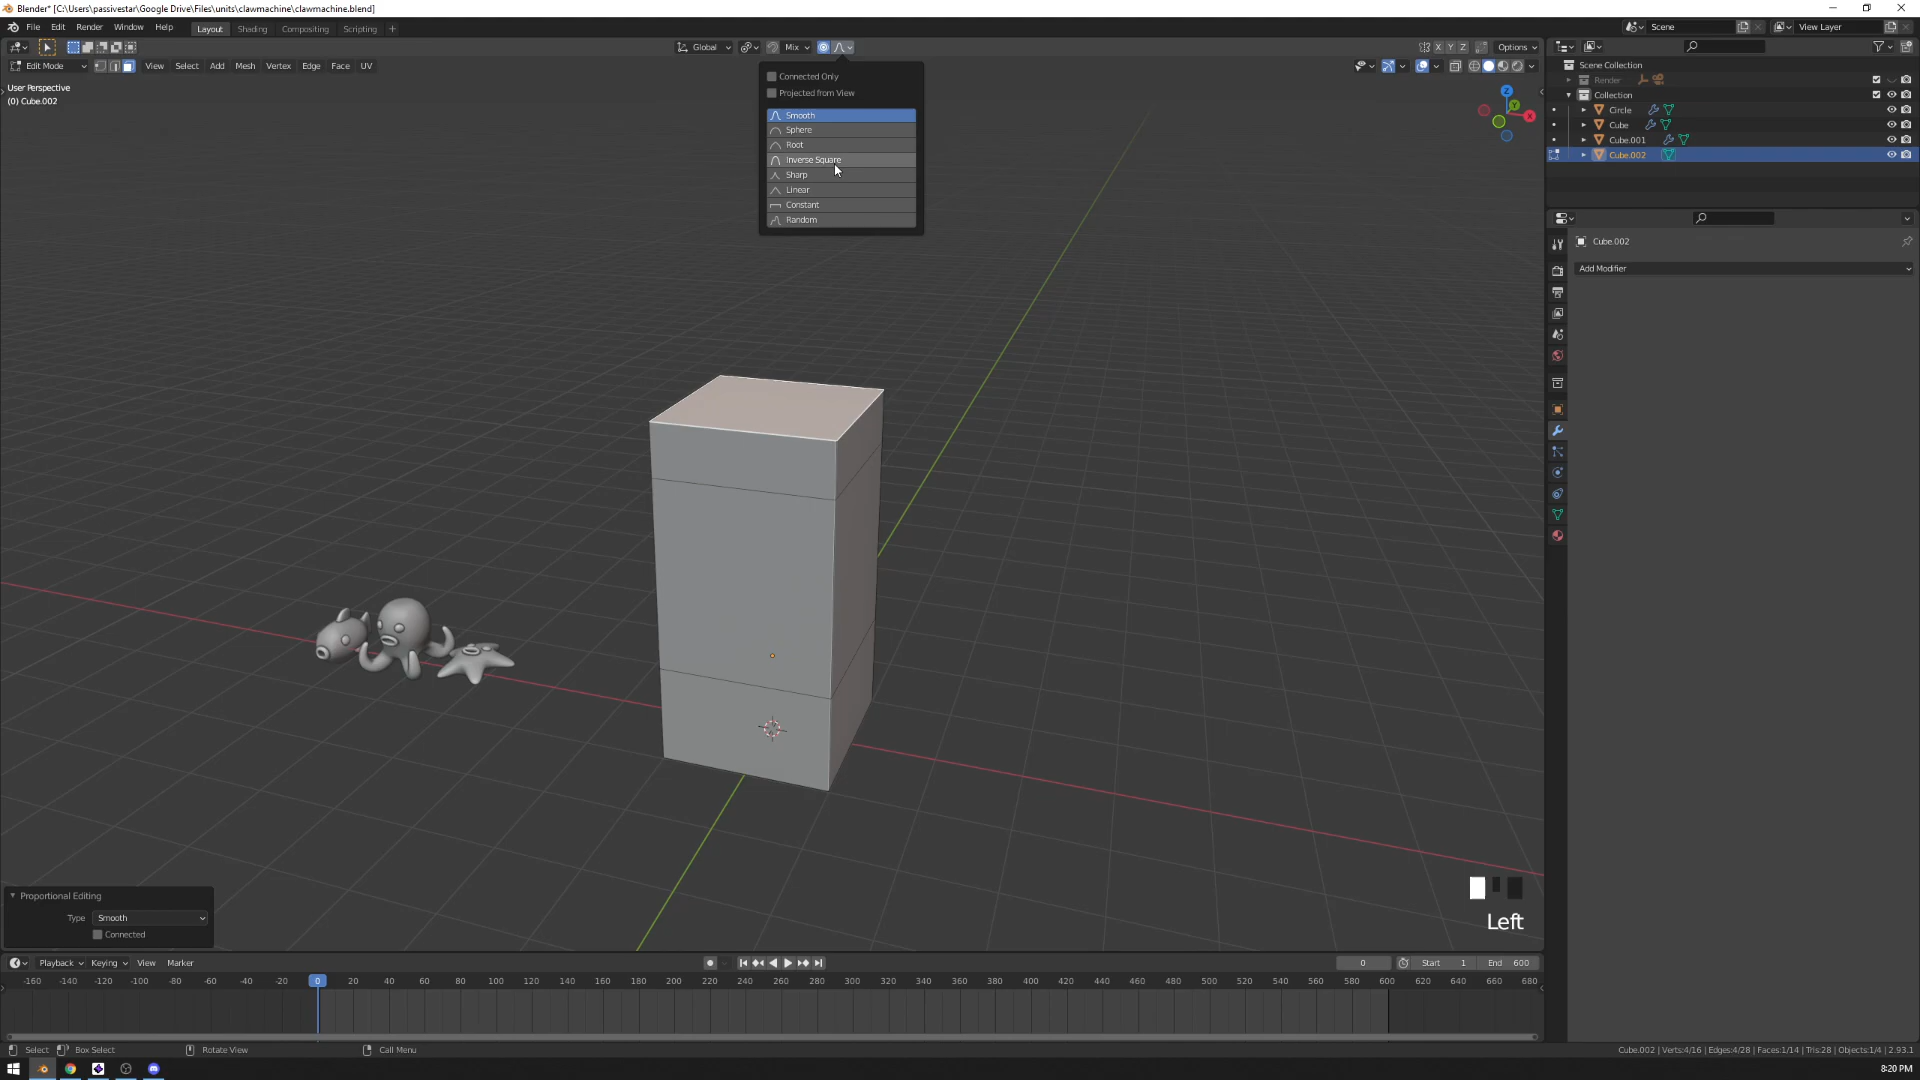 Blender* [C:\Users\passivestar\Google Drive\Files\units\clawmachine\clawmachine.blend]
File Edit Render Window Help Layout Shading Compositing Scripting +
Scene
View Layer
Global
Mix
X Y Z
Options
Edit Mode
View Select Add Mesh Vertex Edge Face UV
User Perspective
(0) Cube.002
Connected Only
Projected from View
Smooth
Sphere
Root
Inverse Square
Sharp
Linear
Constant
Random
Z
Y
X
Scene Collection
Render
Collection
Circle
Cube
Cube.001
Cube.002
Cube.002
Add Modifier
Proportional Editing
Type Smooth
Connected
Left
Playback Keying View Marker
0 Start 1 End 600
-160 -140 -120 -100 -80 -60 -40 -20 0 20 40 60 80 100 120 140 160 180 200 220 240 260 280 300 320 340 360 380 400 420 440 460 480 500 520 540 560 580 600 620 640 660 680
Select Box Select Rotate View Call Menu
Cube.002 | Verts:4/16 | Edges:4/28 | Faces:1/14 | Tris:28 | Objects:1/4 | 2.93.1
8:20 PM